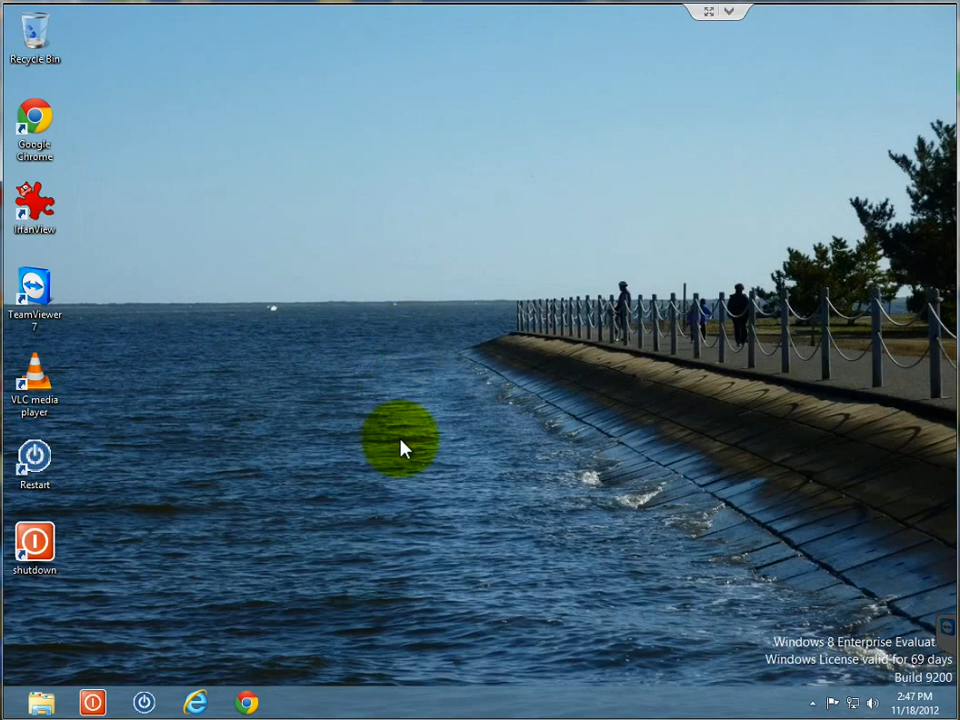 Recycle Bin
Google
Chrome
IrfanView
TeamViewer
7
VLC media
player
Restart
shutdown
Windows 8 Enterprise Evaluat
Windows License valid for 69 days
Build 9200
2:47 PM
11/18/2012